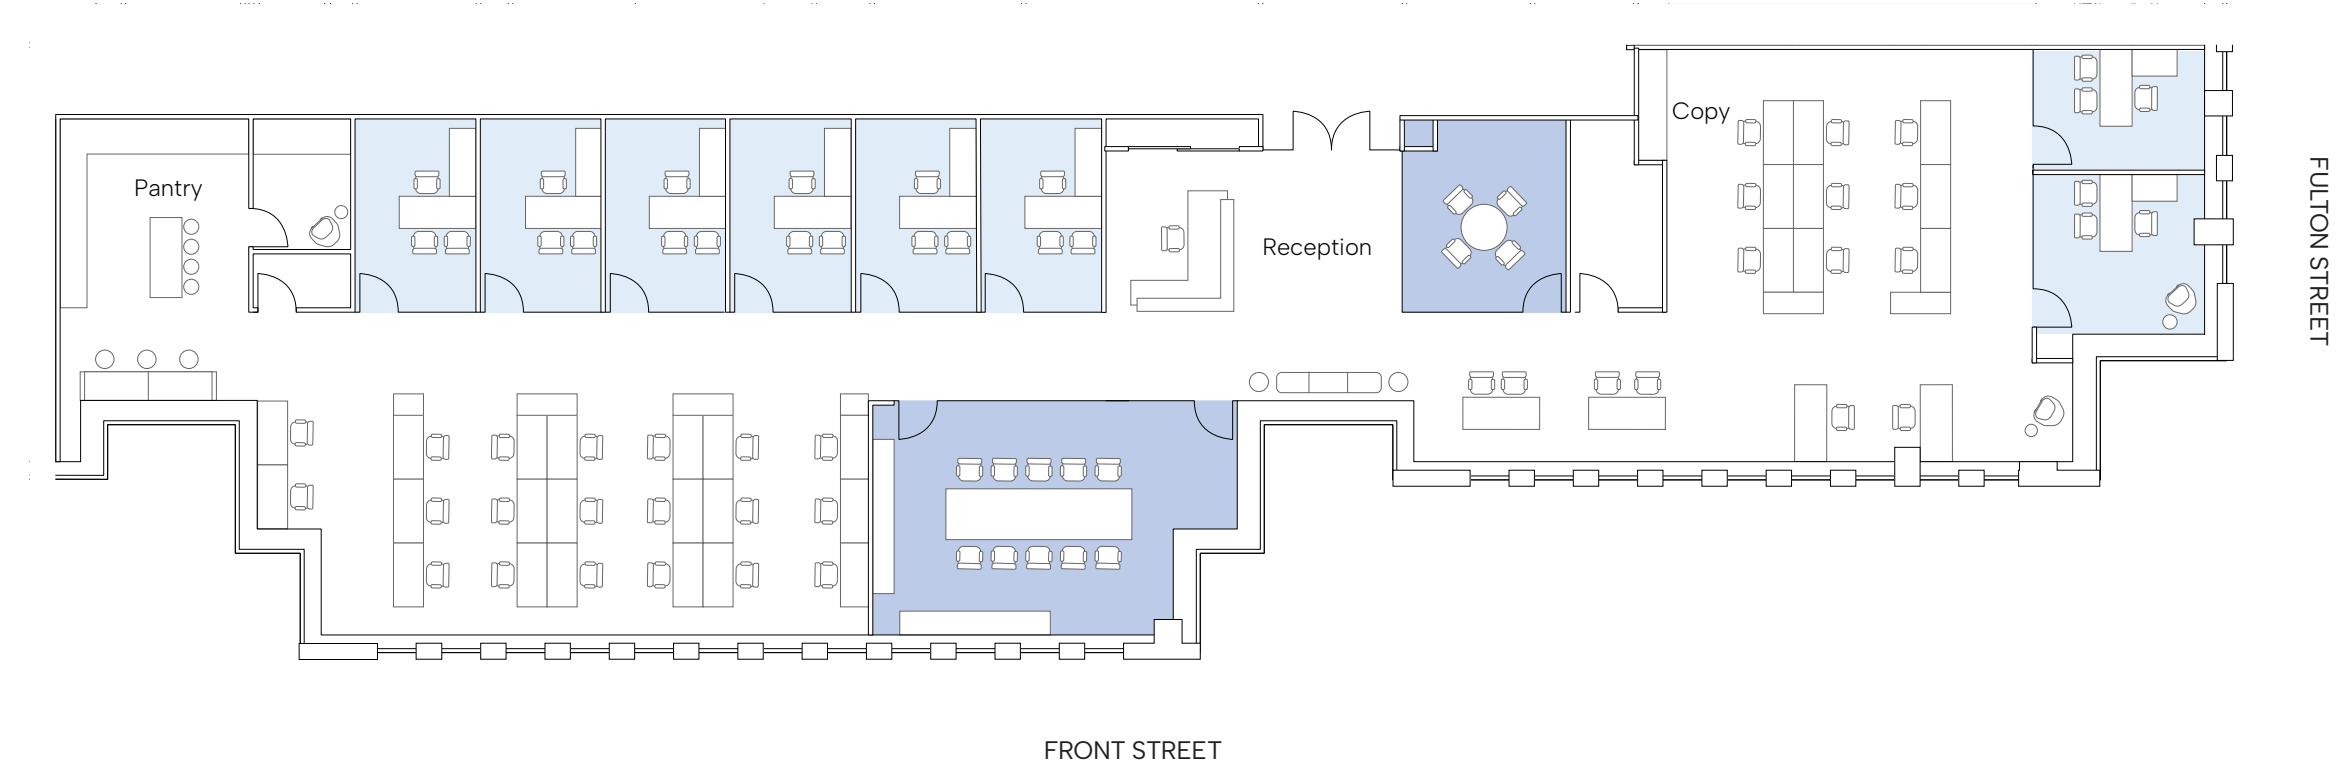 Copy
Pantry
Reception
FULTON STREET
FRONT STREET